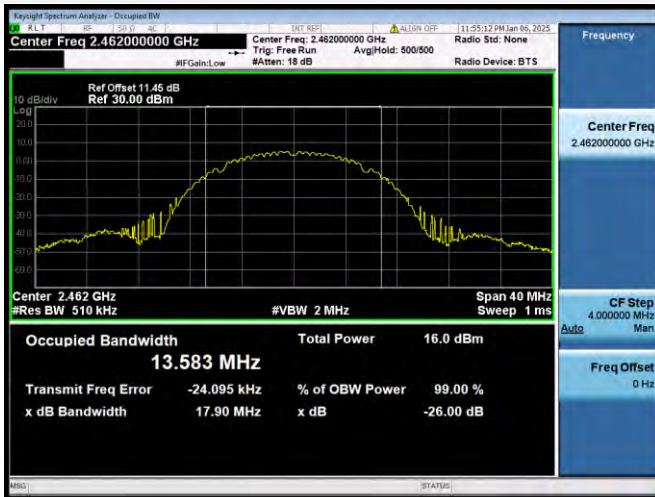 Keysight Spectrum Analyzer - Occupied BW
RLT RF 50 Ω AC INT REF ALIGN OFF 11:55:12 PM Jan 06, 2025
Center Freq 2.462000000 GHz Center Freq: 2.462000000 GHz Radio Std: None
Trig: Free Run Avg|Hold: 500/500
#IFGain:Low #Atten: 18 dB Radio Device: BTS
Ref Offset 11.45 dB
10 dB/div Ref 30.00 dBm
Log
20.0
10.0
0.00
-10.0
-20.0
-30.0
-40.0
-50.0
-60.0
Center 2.462 GHz Span 40 MHz
#Res BW 510 kHz #VBW 2 MHz Sweep 1 ms
Occupied Bandwidth Total Power 16.0 dBm
13.583 MHz
Transmit Freq Error -24.095 kHz % of OBW Power 99.00 %
x dB Bandwidth 17.90 MHz x dB -26.00 dB
MSG STATUS
Frequency
Center Freq
2.462000000 GHz
CF Step
4.000000 MHz
Auto Man
Freq Offset
0 Hz